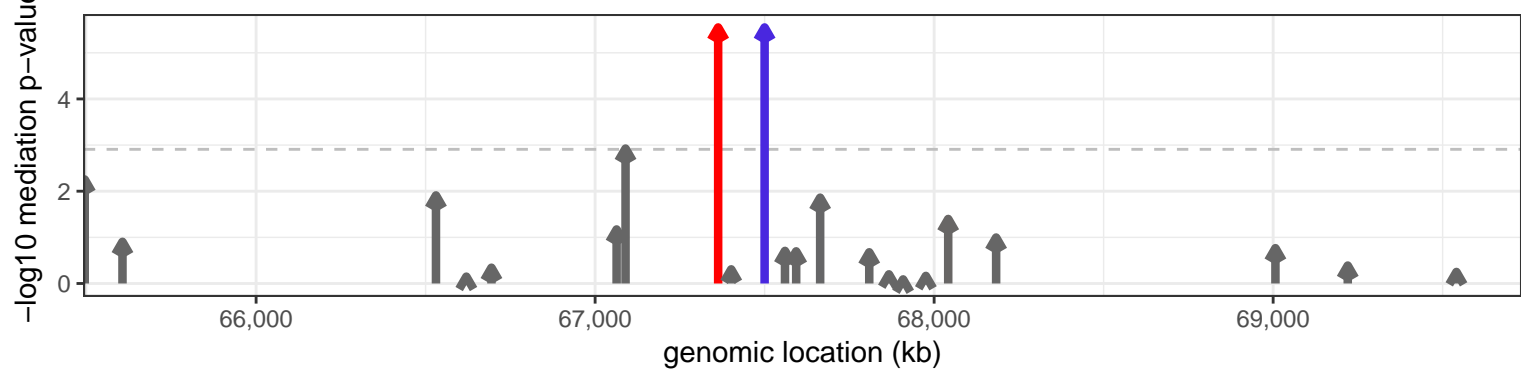 −log10 mediation p−value
4
2
0
66,000 67,000 68,000 69,000
genomic location (kb)